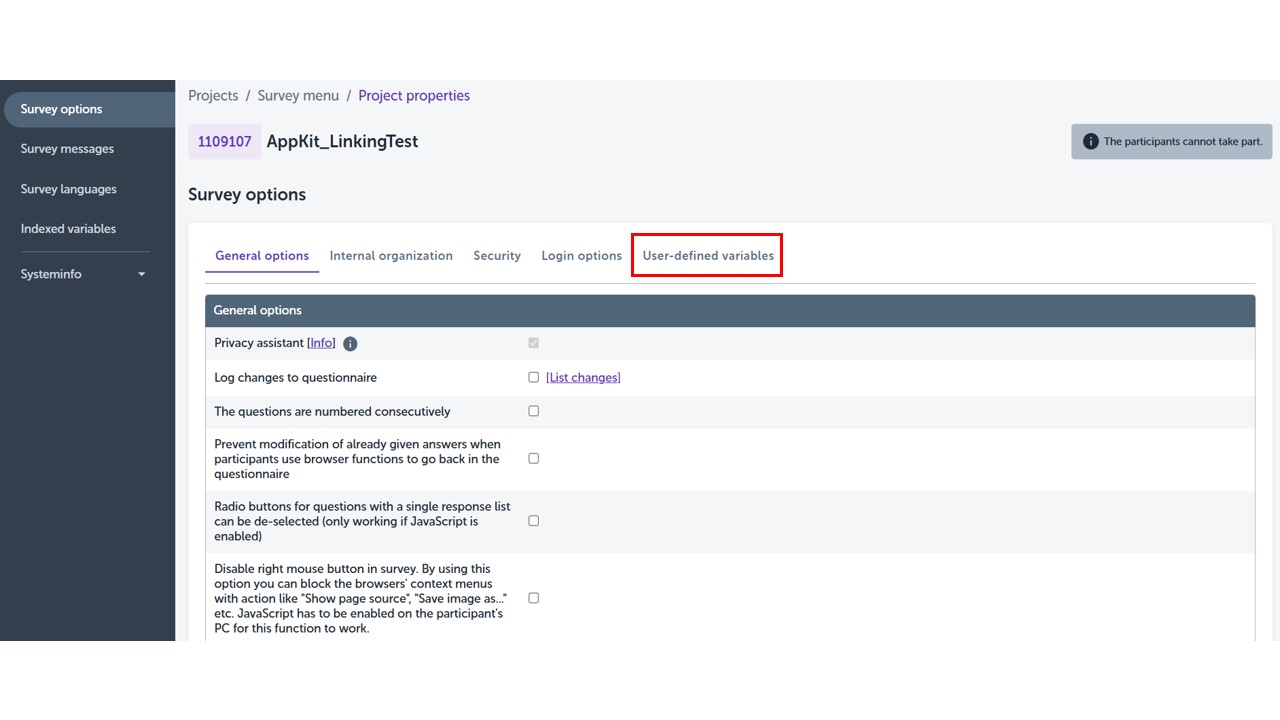 Survey options
Survey messages
Survey languages
Indexed variables
Systeminfo
Projects / Survey menu / Project properties
1109107 AppKit_LinkingTest
The participants cannot take part.
Survey options
General options Internal organization Security Login options User-defined variables
General options
Privacy assistant [Info]
Log changes to questionnaire [List changes]
The questions are numbered consecutively
Prevent modification of already given answers when
participants use browser functions to go back in the
questionnaire
Radio buttons for questions with a single response list
can be de-selected (only working if JavaScript is
enabled)
Disable right mouse button in survey. By using this
option you can block the browsers' context menus
with action like "Show page source", "Save image as..."
etc. JavaScript has to be enabled on the participant's
PC for this function to work.